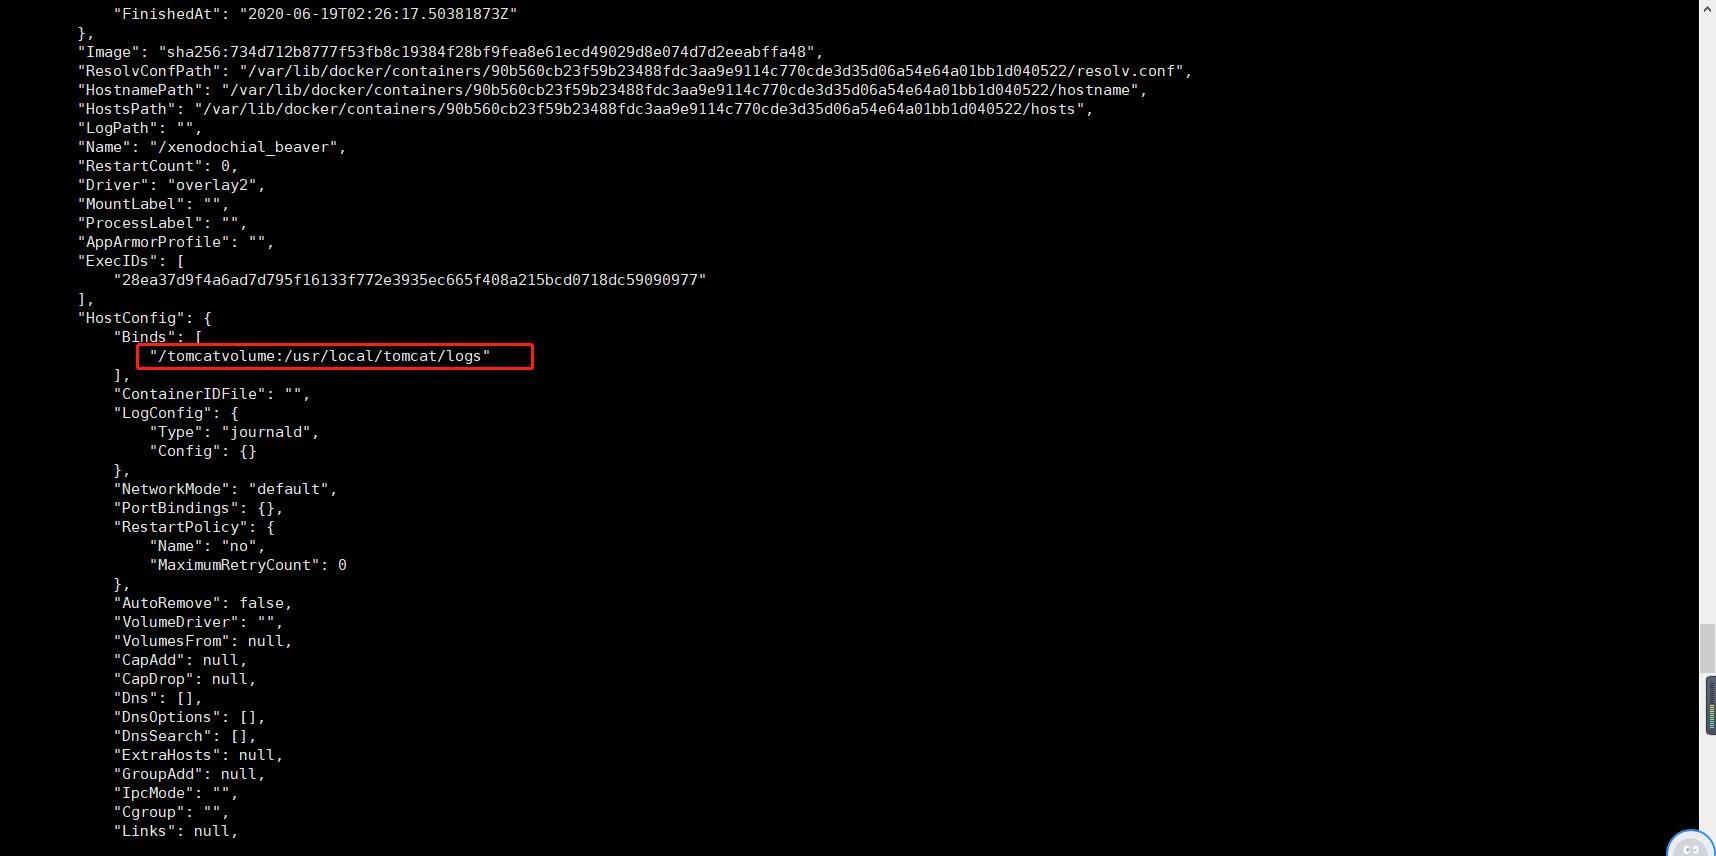 "FinishedAt": "2020-06-19T02:26:17.50381873Z"
},
"Image": "sha256:734d712b8777f53fb8c19384f28bf9fea8e61ecd49029d8e074d7d2eeabffa48",
"ResolvConfPath": "/var/lib/docker/containers/90b560cb23f59b23488fdc3aa9e9114c770cde3d35d06a54e64a01bb1d040522/resolv.conf",
"HostnamePath": "/var/lib/docker/containers/90b560cb23f59b23488fdc3aa9e9114c770cde3d35d06a54e64a01bb1d040522/hostname",
"HostsPath": "/var/lib/docker/containers/90b560cb23f59b23488fdc3aa9e9114c770cde3d35d06a54e64a01bb1d040522/hosts",
"LogPath": "",
"Name": "/xenodochial_beaver",
"RestartCount": 0,
"Driver": "overlay2",
"MountLabel": "",
"ProcessLabel": "",
"AppArmorProfile": "",
"ExecIDs": [
"28ea37d9f4a6ad7d795f16133f772e3935ec665f408a215bcd0718dc59090977"
],
"HostConfig": {
"Binds": [
"/tomcatvolume:/usr/local/tomcat/logs"
],
"ContainerIDFile": "",
"LogConfig": {
"Type": "journald",
"Config": {}
},
"NetworkMode": "default",
"PortBindings": {},
"RestartPolicy": {
"Name": "no",
"MaximumRetryCount": 0
},
"AutoRemove": false,
"VolumeDriver": "",
"VolumesFrom": null,
"CapAdd": null,
"CapDrop": null,
"Dns": [],
"DnsOptions": [],
"DnsSearch": [],
"ExtraHosts": null,
"GroupAdd": null,
"IpcMode": "",
"Cgroup": "",
"Links": null,